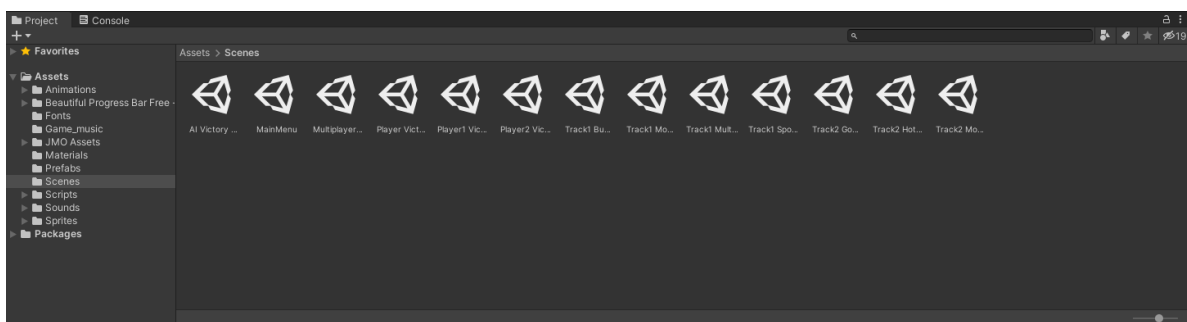 Project Console
19
Favorites
Assets > Scenes
Assets
Animations
Beautiful Progress Bar Free -
Fonts
Game_music
JMO Assets
Materials
Prefabs
Scenes
Scripts
Sounds
Sprites
Packages
AI Victory ... MainMenu Multiplayer... Player Vict... Player1 Vic... Player2 Vic... Track1 Bu... Track1 Mo... Track1 Mult... Track1 Spo... Track2 Go... Track2 Hot... Track2 Mo...